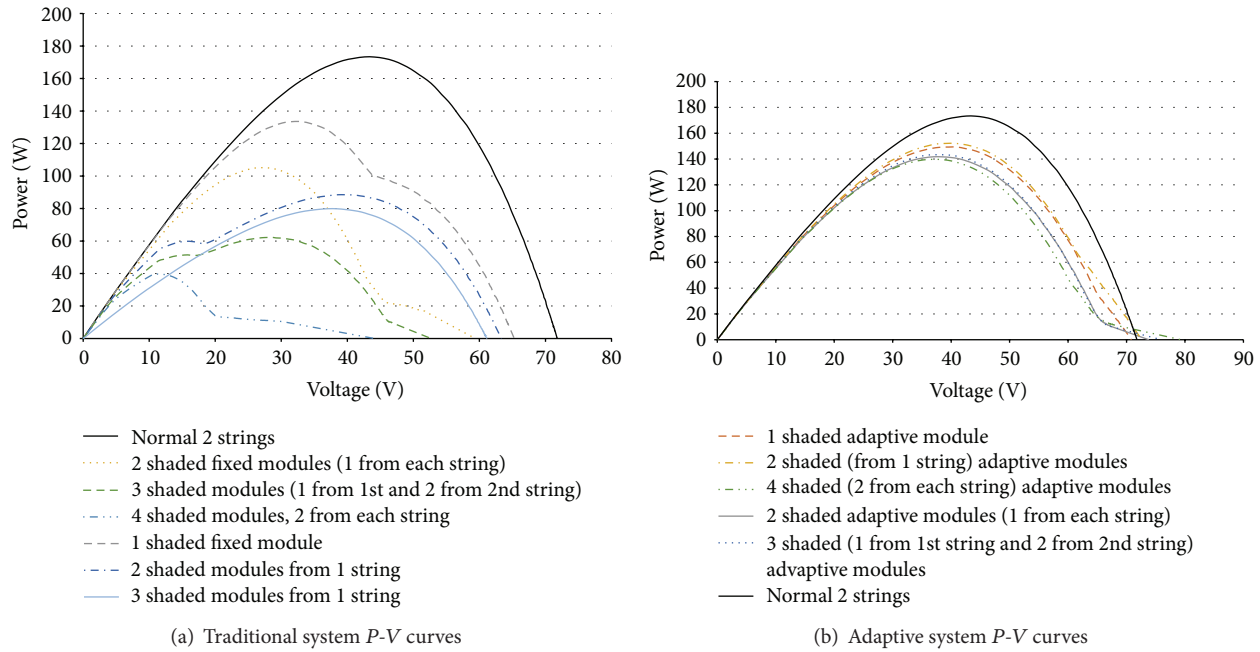 200
180
160
140
120
100
80
60
40
20
0
Power (W)
0 10 20 30 40 50 60 70 80
Voltage (V)
Normal 2 strings
2 shaded fixed modules (1 from each string)
3 shaded modules (1 from 1st and 2 from 2nd string)
4 shaded modules, 2 from each string
1 shaded fixed module
2 shaded modules from 1 string
3 shaded modules from 1 string
(a) Traditional system P-V curves
200
180
160
140
120
100
80
60
40
20
0
Power (W)
0 10 20 30 40 50 60 70 80 90
Voltage (V)
1 shaded adaptive module
2 shaded (from 1 string) adaptive modules
4 shaded (2 from each string) adaptive modules
2 shaded adaptive modules (1 from each string)
3 shaded (1 from 1st string and 2 from 2nd string)
advaptive modules
Normal 2 strings
(b) Adaptive system P-V curves